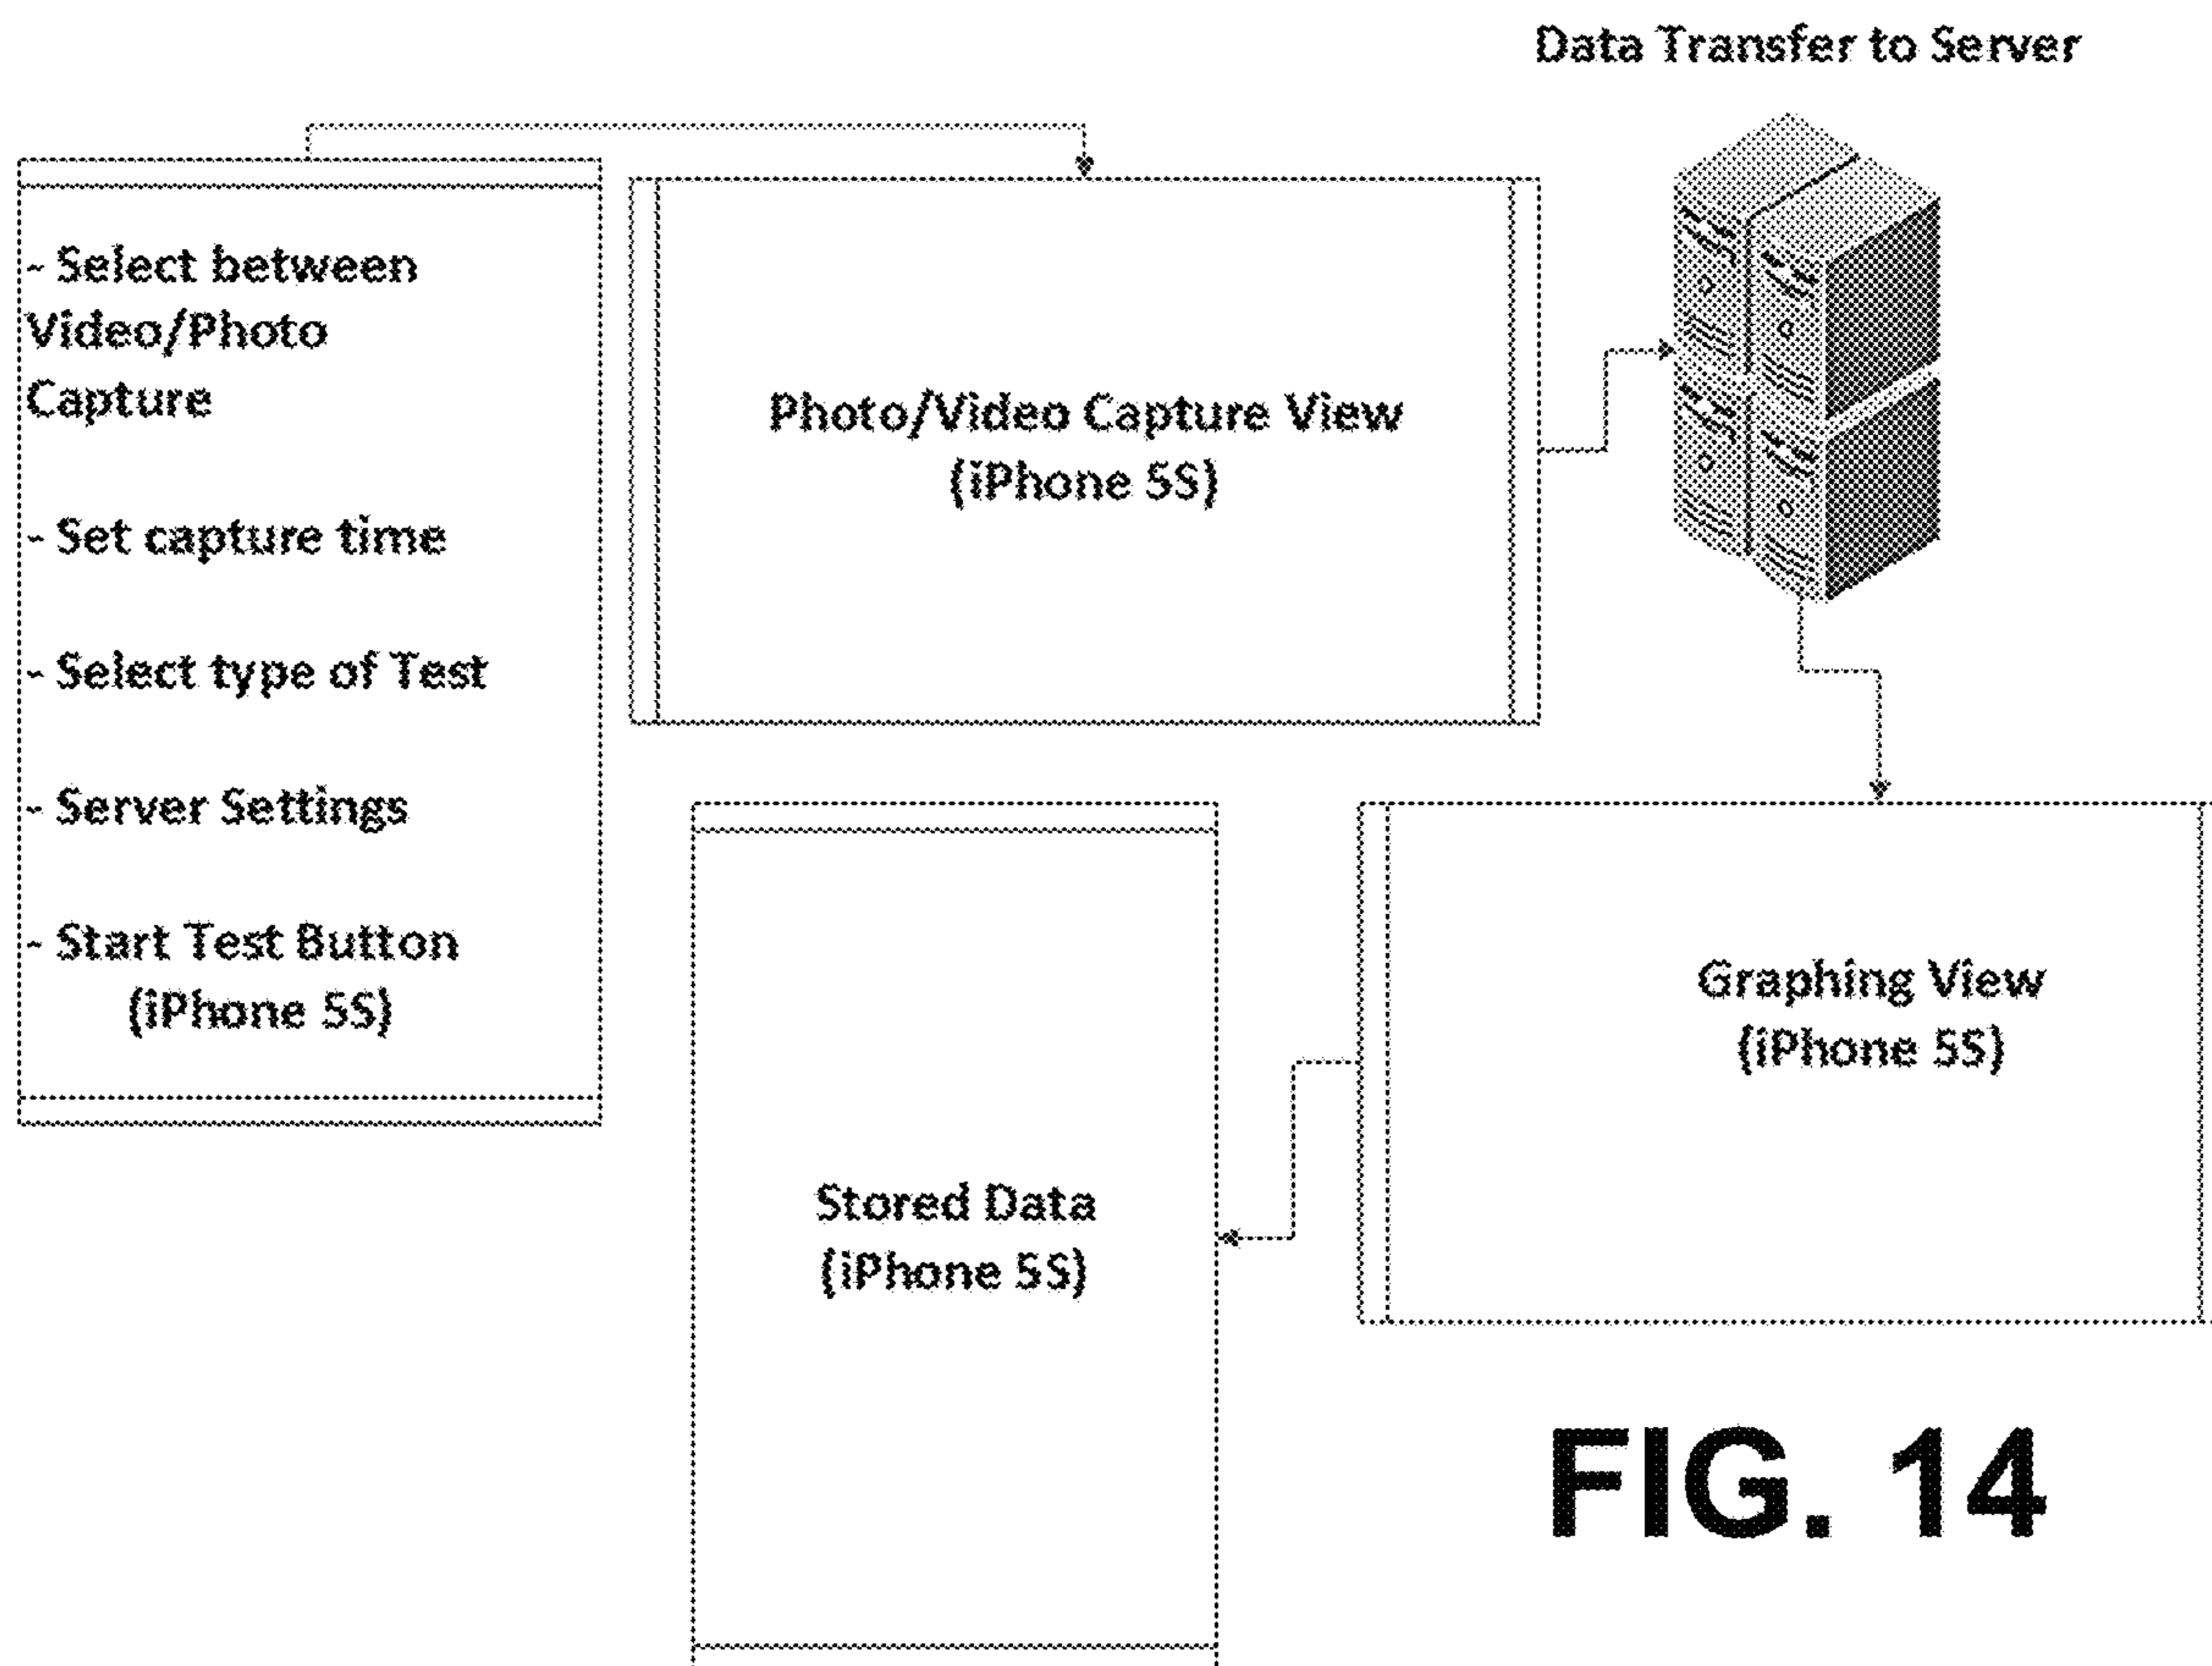 Data Transfer to Server
- Select between
Video/Photo
Capture
- Set capture time
- Select type of Test
- Server Settings
- Start Test Button
(iPhone 5S)
Photo/Video Capture View
(iPhone 5S)
Graphing View
(iPhone 5S)
Stored Data
(iPhone 5S)
FIG. 14